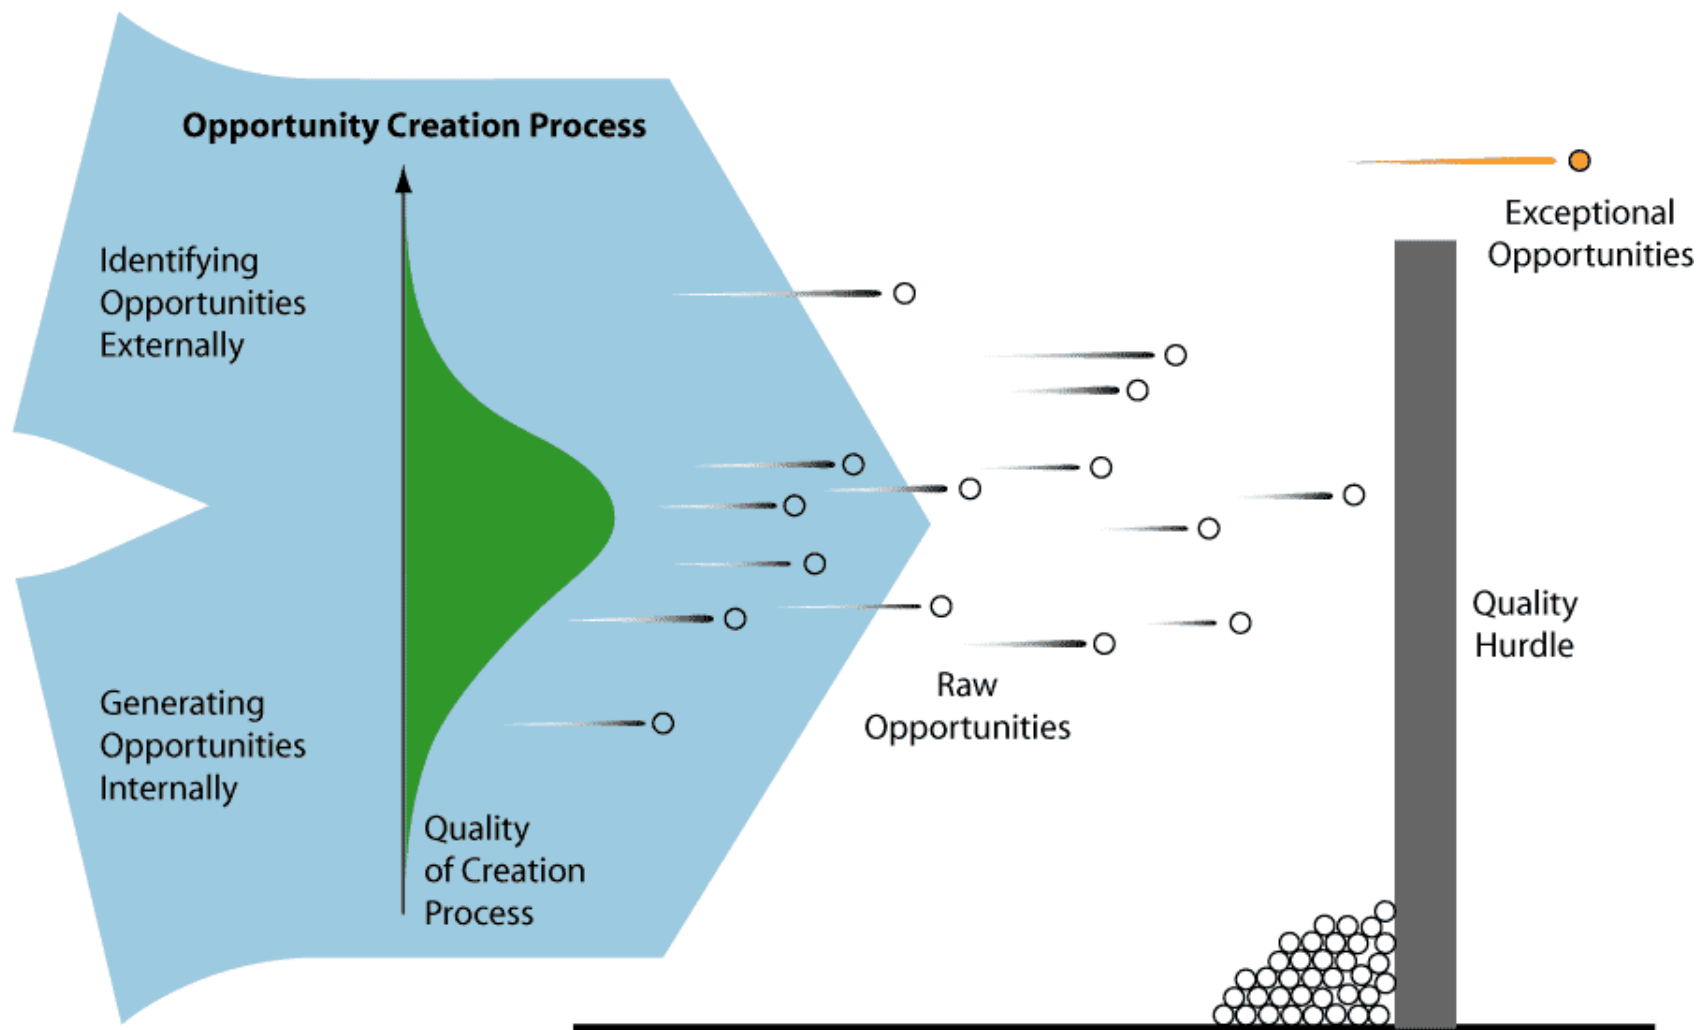 Opportunity Creation Process
Identifying
Opportunities
Externally
Generating
Opportunities
Internally
Quality
of Creation
Process
Raw
Opportunities
Exceptional
Opportunities
Quality
Hurdle